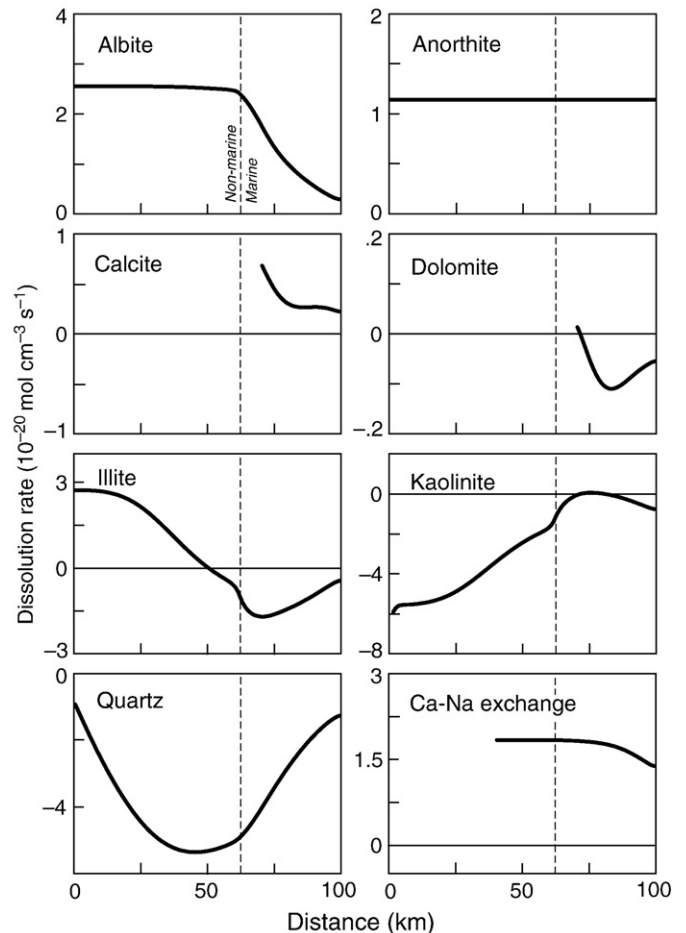 Albite
Anorthite
4
2
0
2
1
0
Non-marine
Marine
Calcite
Dolomite
1
0
−1
.2
0
−.2
Illite
Kaolinite
3
0
−3
0
−4
−8
Quartz
Ca-Na exchange
0
−4
3
1.5
0
0
50
100
0
50
100
Distance (km)
Dissolution rate (10⁻²⁰ mol cm⁻³ s⁻¹)